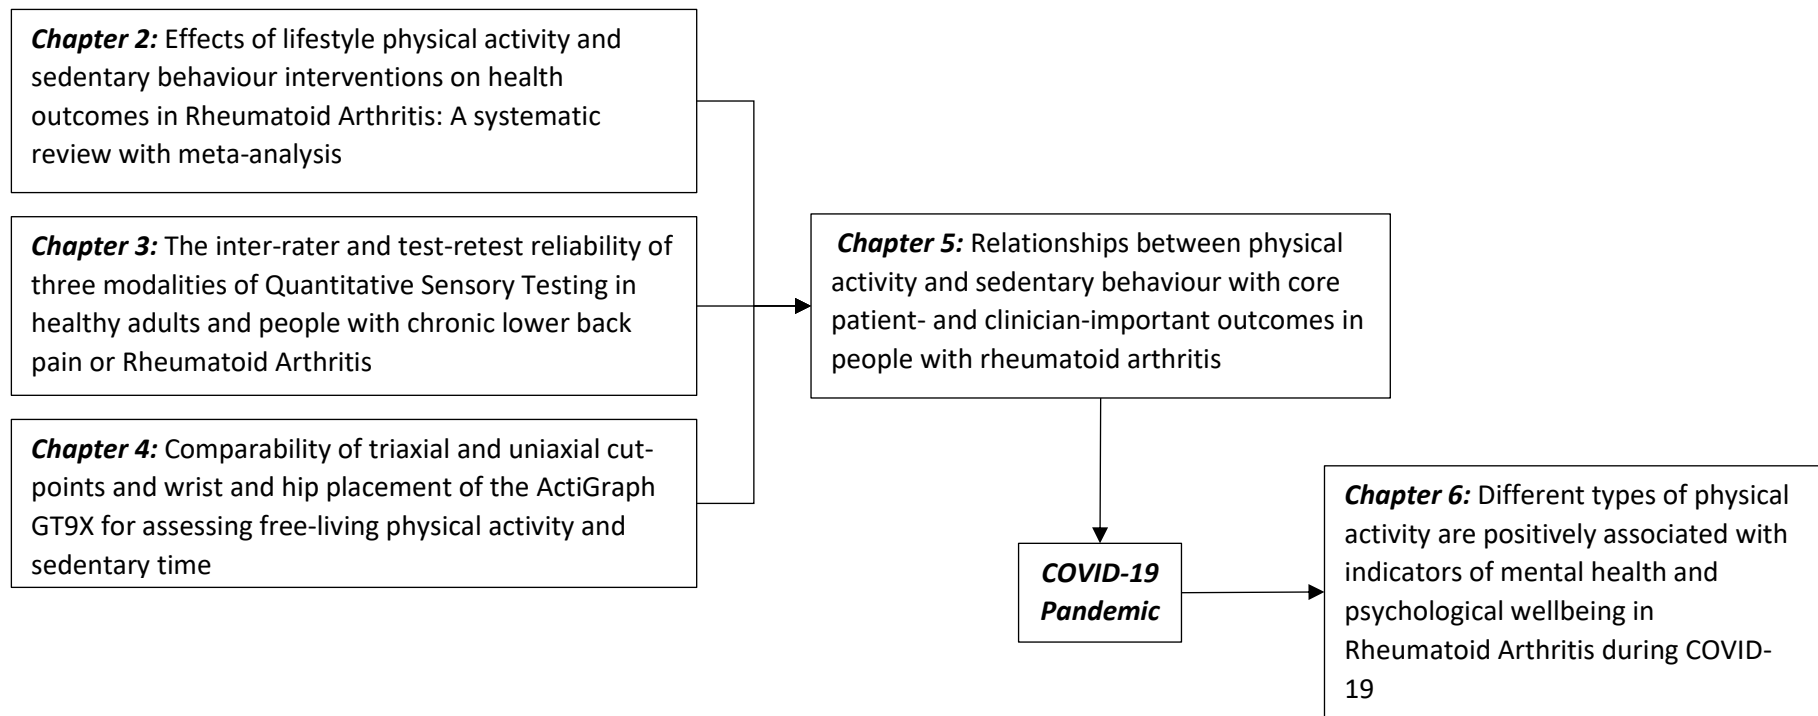 Chapter 2: Effects of lifestyle physical activity and
sedentary behaviour interventions on health
outcomes in Rheumatoid Arthritis: A systematic
review with meta-analysis
Chapter 3: The inter-rater and test-retest reliability of
three modalities of Quantitative Sensory Testing in
healthy adults and people with chronic lower back
pain or Rheumatoid Arthritis
Chapter 4: Comparability of triaxial and uniaxial cut-
points and wrist and hip placement of the ActiGraph
GT9X for assessing free-living physical activity and
sedentary time
Chapter 5: Relationships between physical
activity and sedentary behaviour with core
patient- and clinician-important outcomes in
people with rheumatoid arthritis
COVID-19
Pandemic
Chapter 6: Different types of physical
activity are positively associated with
indicators of mental health and
psychological wellbeing in
Rheumatoid Arthritis during COVID-
19